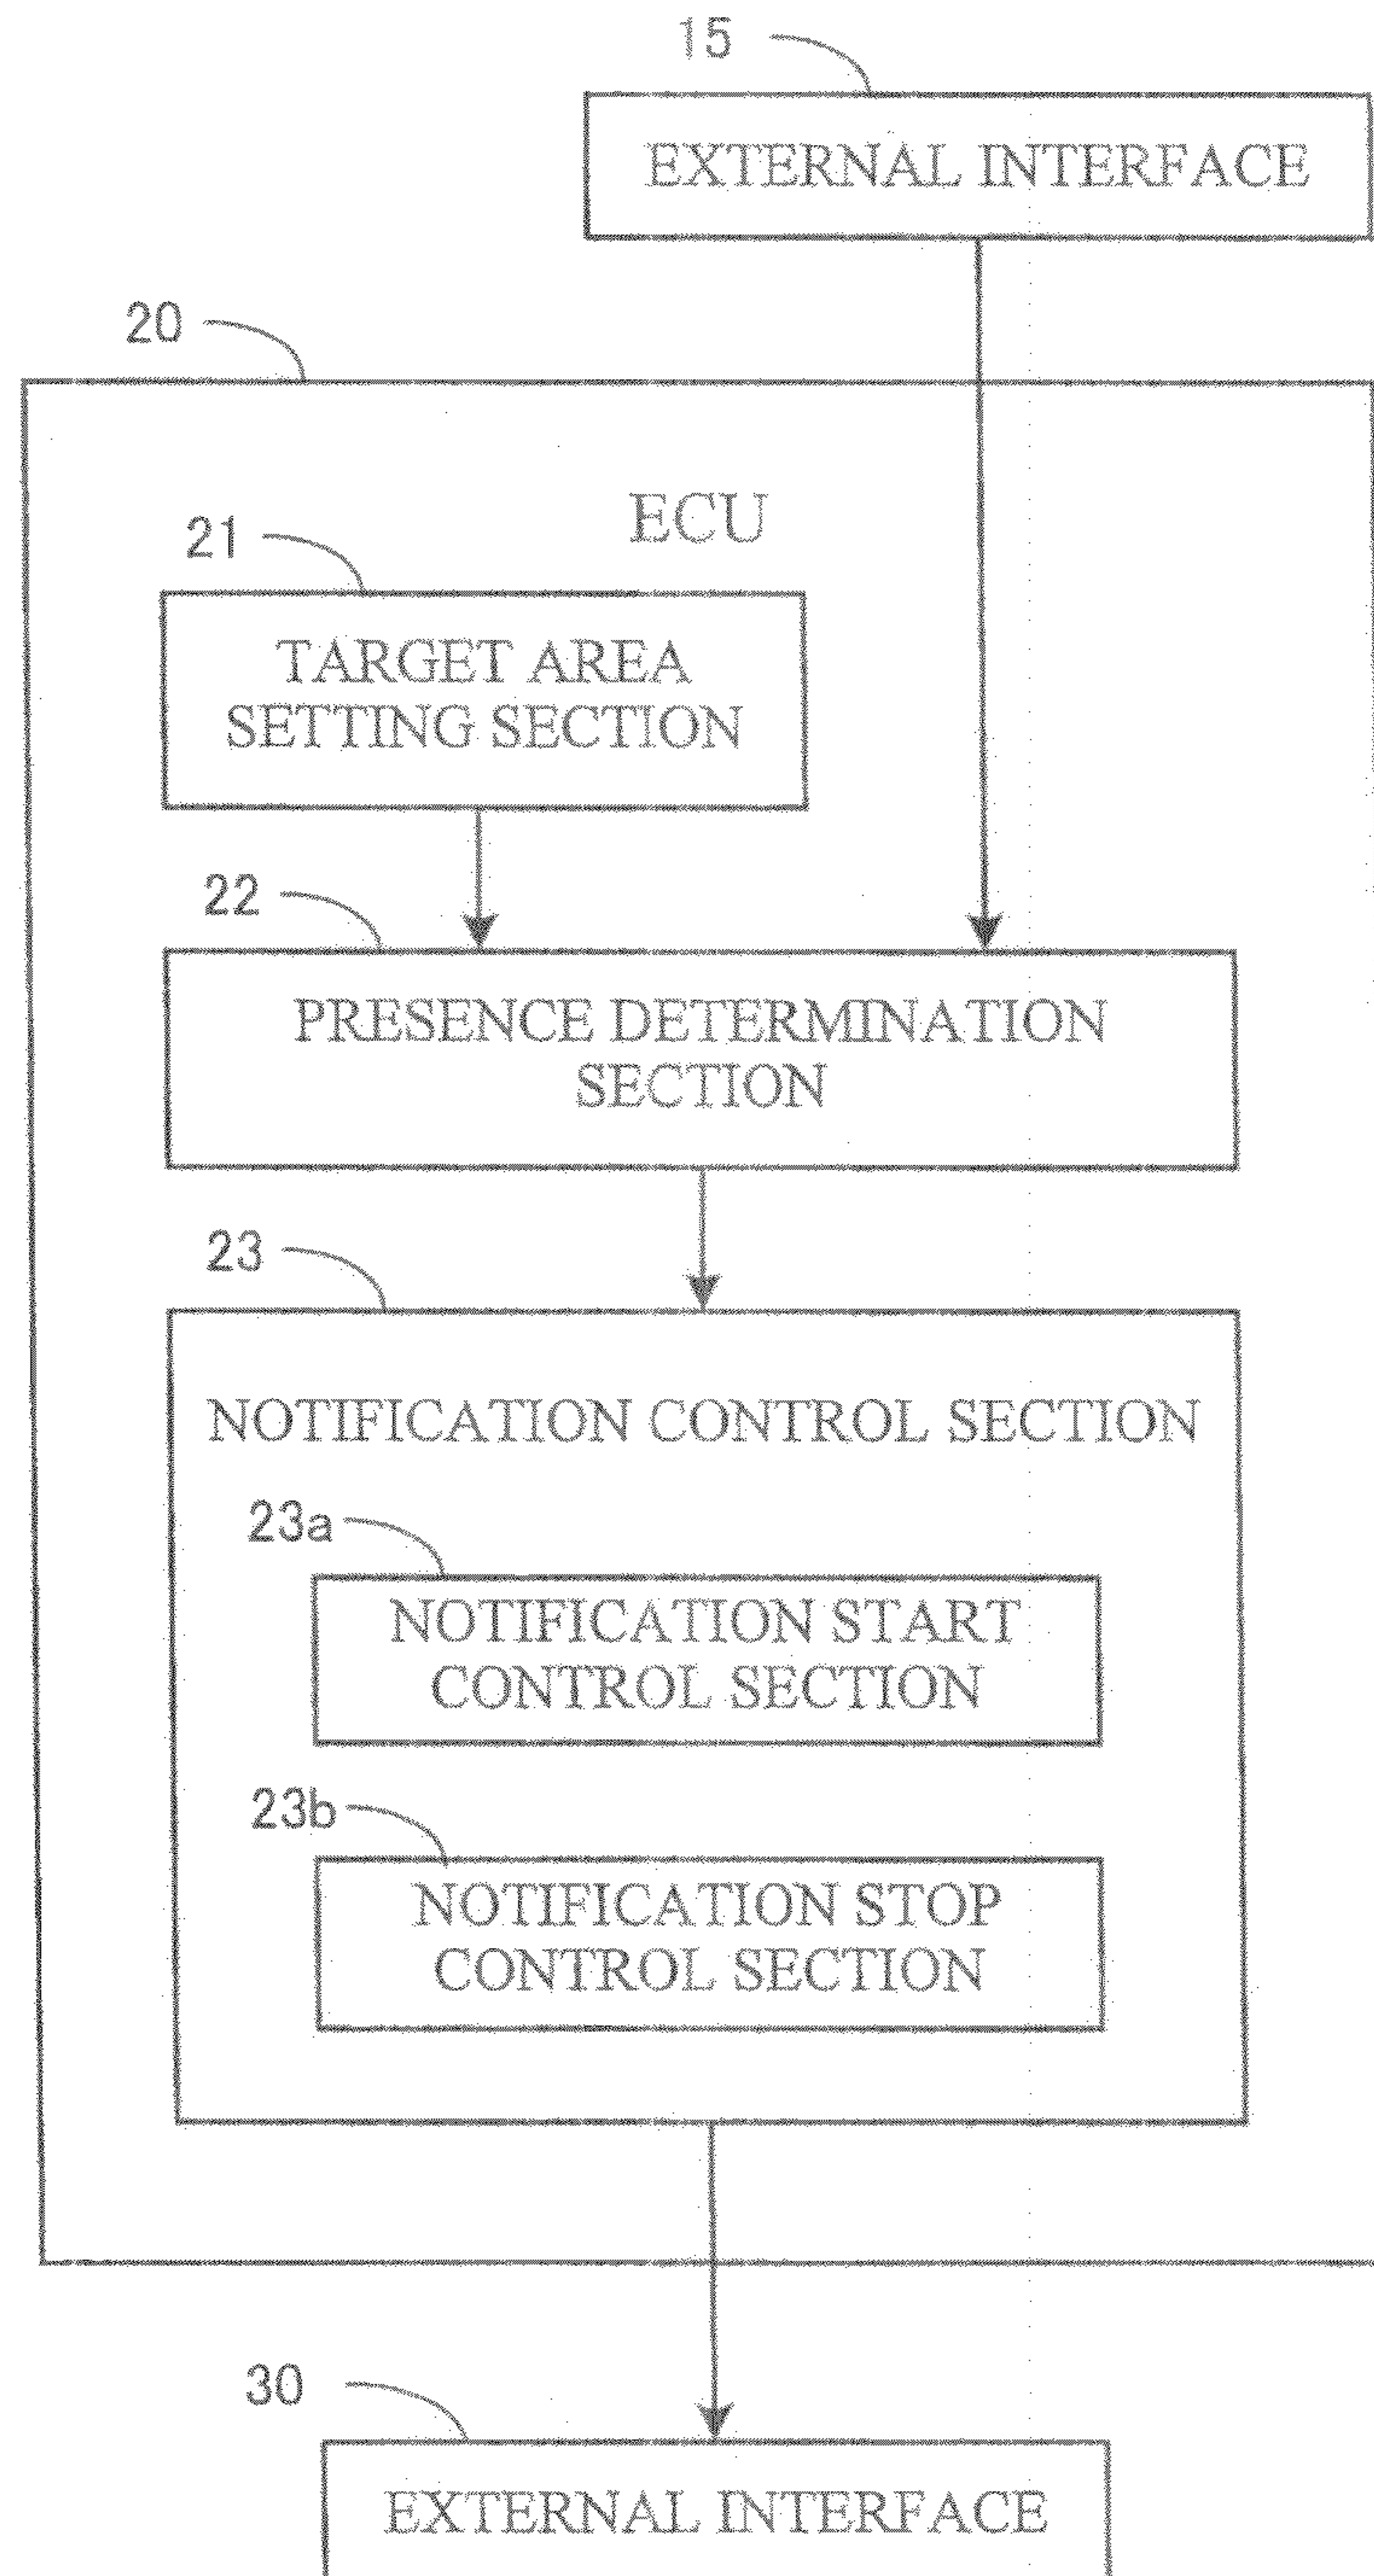 15
EXTERNAL INTERFACE
20
ECU
21
TARGET AREA
SETTING SECTION
22
PRESENCE DETERMINATION
SECTION
23
NOTIFICATION CONTROL SECTION
23a
NOTIFICATION START
CONTROL SECTION
23b
NOTIFICATION STOP
CONTROL SECTION
30
EXTERNAL INTERFACE